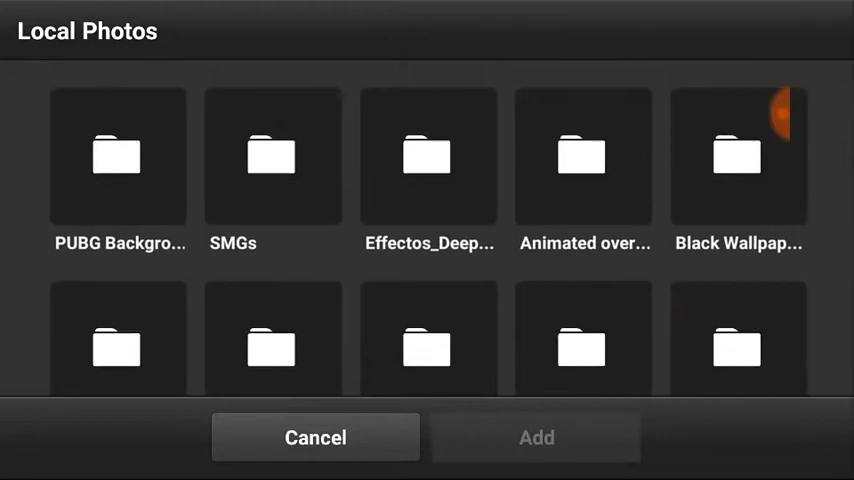 Local Photos
PUBG Backgro...
SMGs
Effectos_Deep...
Animated over...
Black Wallpap...
Cancel
Add